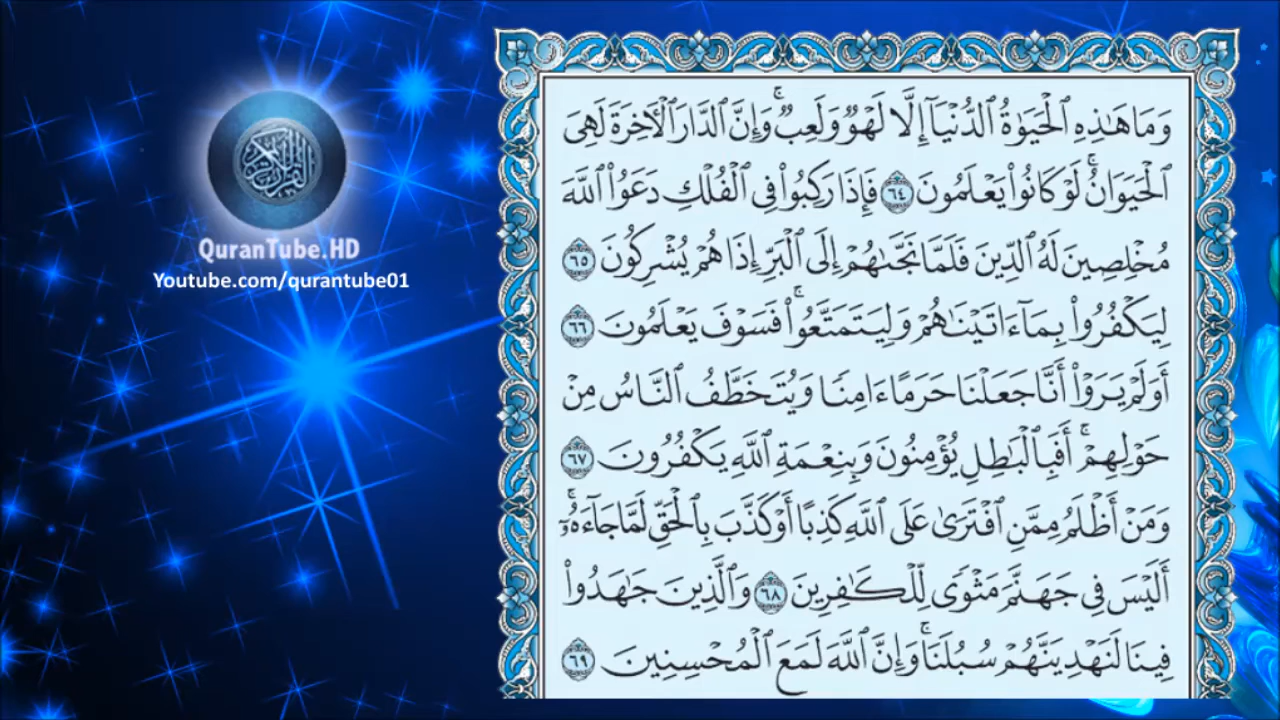 QuranTube.HD
Youtube.com/qurantube01
وَمَا هَٰذِهِ ٱلْحَيَوٰةُ ٱلدُّنْيَآ إِلَّا لَهْوٌ وَلَعِبٌ ۚ وَإِنَّ ٱلدَّارَ ٱلْءَاخِرَةَ لَهِىَ
ٱلْحَيَوَانُ ۚ لَوْ كَانُوا۟ يَعْلَمُونَ ٦٤ فَإِذَا رَكِبُوا۟ فِى ٱلْفُلْكِ دَعَوُا۟ ٱللَّهَ
مُخْلِصِينَ لَهُ ٱلدِّينَ فَلَمَّا نَجَّىٰهُمْ إِلَى ٱلْبَرِّ إِذَا هُمْ يُشْرِكُونَ ٦٥
لِيَكْفُرُوا۟ بِمَآ ءَاتَيْنَٰهُمْ وَلِيَتَمَتَّعُوا۟ ۚ فَسَوْفَ يَعْلَمُونَ ٦٦
أَوَلَمْ يَرَوْا۟ أَنَّا جَعَلْنَا حَرَمًا ءَامِنًا وَيُتَخَطَّفُ ٱلنَّاسُ مِنْ
حَوْلِهِمْ ۚ أَفَبِٱلْبَٰطِلِ يُؤْمِنُونَ وَبِنِعْمَةِ ٱللَّهِ يَكْفُرُونَ ٦٧
وَمَنْ أَظْلَمُ مِمَّنِ ٱفْتَرَىٰ عَلَى ٱللَّهِ كَذِبًا أَوْ كَذَّبَ بِٱلْحَقِّ لَمَّا جَآءَهُۥٓ ۚ
أَلَيْسَ فِى جَهَنَّمَ مَثْوًى لِّلْكَٰفِرِينَ ٦٨ وَٱلَّذِينَ جَٰهَدُوا۟
فِينَا لَنَهْدِيَنَّهُمْ سُبُلَنَا ۚ وَإِنَّ ٱللَّهَ لَمَعَ ٱلْمُحْسِنِينَ ٦٩